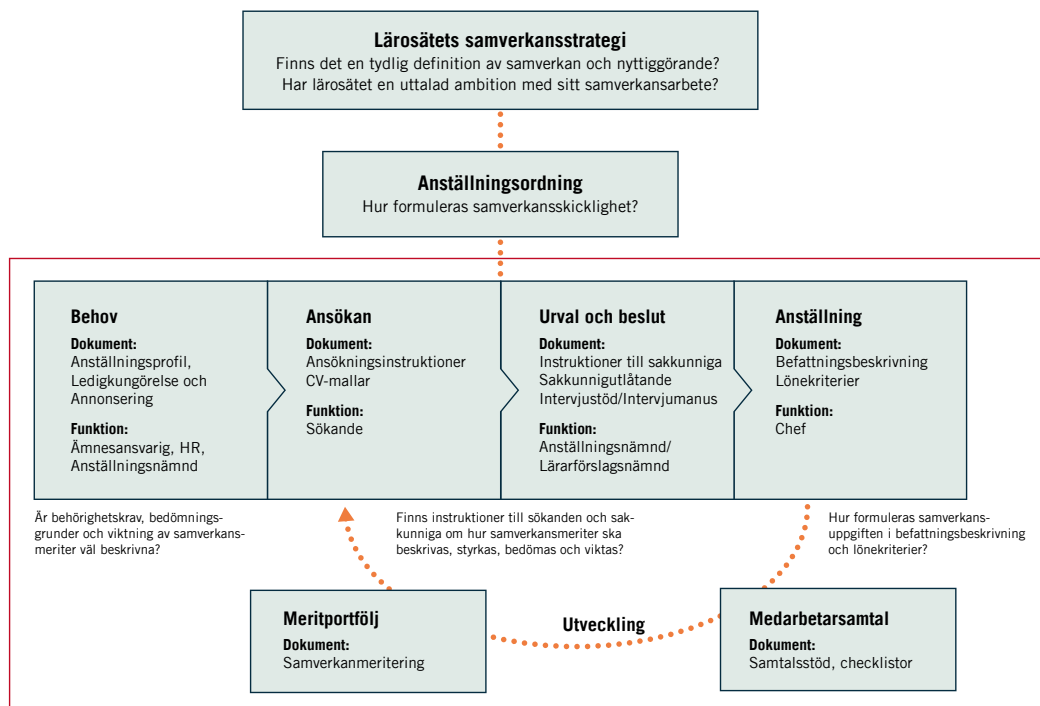 Lärosätets samverkansstrategi
Finns det en tydlig definition av samverkan och nyttiggörande?
Har lärosätet en uttalad ambition med sitt samverkansarbete?
Anställningsordning
Hur formuleras samverkansskicklighet?
Behov
Dokument:
Anställningsprofil,
Ledigkungörelse och
Annonsering
Funktion:
Ämnesansvarig, HR,
Anställningsnämnd
Ansökan
Dokument:
Ansökningsinstruktioner
CV-mallar
Funktion:
Sökande
Urval och beslut
Dokument:
Instruktioner till sakkunniga
Sakkunnigutlåtande
Intervjustöd/Intervjumanus
Funktion:
Anställningsnämnd/
Lärarförslagsnämnd
Anställning
Dokument:
Befattningsbeskrivning
Lönekriterier
Funktion:
Chef
Är behörighetskrav, bedömnings-
grunder och viktning av samverkans-
meriter väl beskrivna?
Finns instruktioner till sökanden och sak-
kunniga om hur samverkansmeriter ska
beskrivas, styrkas, bedömas och viktas?
Hur formuleras samverkans-
uppgiften i befattningsbeskrivning
och lönekriterier?
Meritportfölj
Dokument:
Samverkanmeritering
Utveckling
Medarbetarsamtal
Dokument:
Samtalsstöd, checklistor